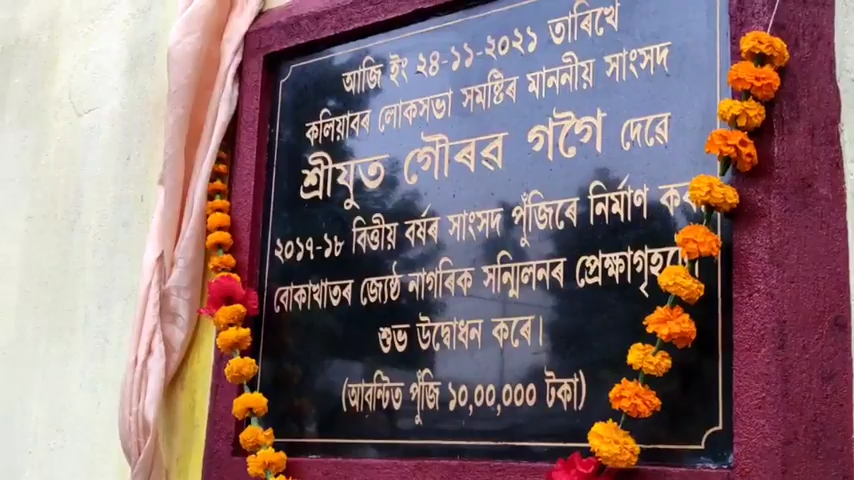 আজি ইং ২৪-১১-২০২১ তাৰিখে
কলিয়াবৰ লোকসভা সমষ্টিৰ মাননীয় সাংসদ
শ্ৰীযুত গৌৰৱ গগৈ দেৱে
২০১৭-১৮ বিত্তীয় বৰ্ষৰ সাংসদ পুঁজিৰে নিৰ্মাণ
বোকাখাতৰ জ্যেষ্ঠ নাগৰিক সন্মিলনৰ
শুভ উদ্বোধন কৰে।
(আবন্টিত পুঁজি ১০,০০,০০০ টকা)